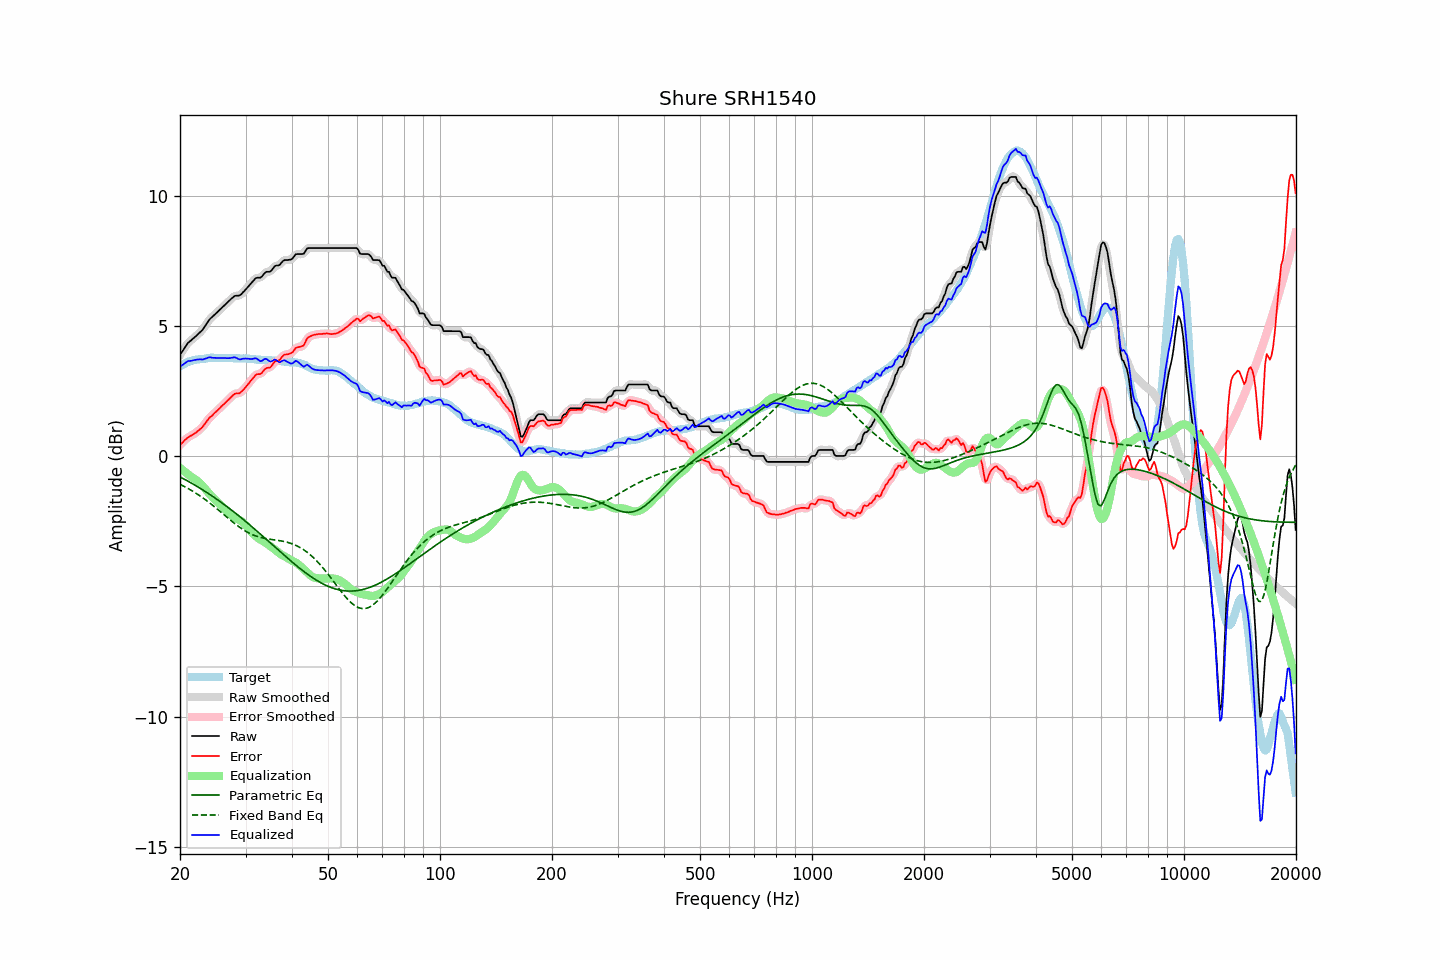 Shure SRH1540
Amplitude (dBr)
10
5
0
−5
−10
−15
Target
Raw Smoothed
Error Smoothed
Raw
Error
Equalization
Parametric Eq
Fixed Band Eq
Equalized
20 50 100 200 500 1000 2000 5000 10000 20000
Frequency (Hz)